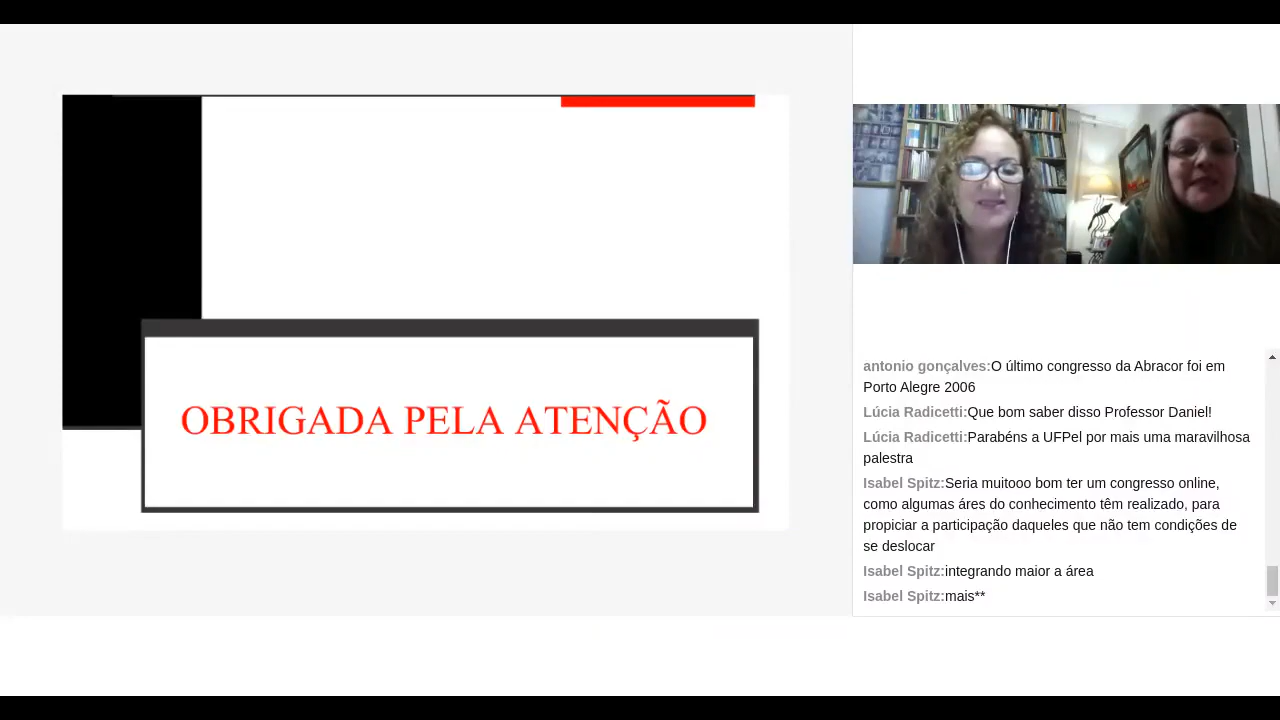 OBRIGADA PELA ATENÇÃO
antonio gonçalves:O último congresso da Abracor foi em
Porto Alegre 2006
Lúcia Radicetti:Que bom saber disso Professor Daniel!
Lúcia Radicetti:Parabéns a UFPel por mais uma maravilhosa
palestra
Isabel Spitz:Seria muitooo bom ter um congresso online,
como algumas áres do conhecimento têm realizado, para
propiciar a participação daqueles que não tem condições de
se deslocar
Isabel Spitz:integrando maior a área
Isabel Spitz:mais**